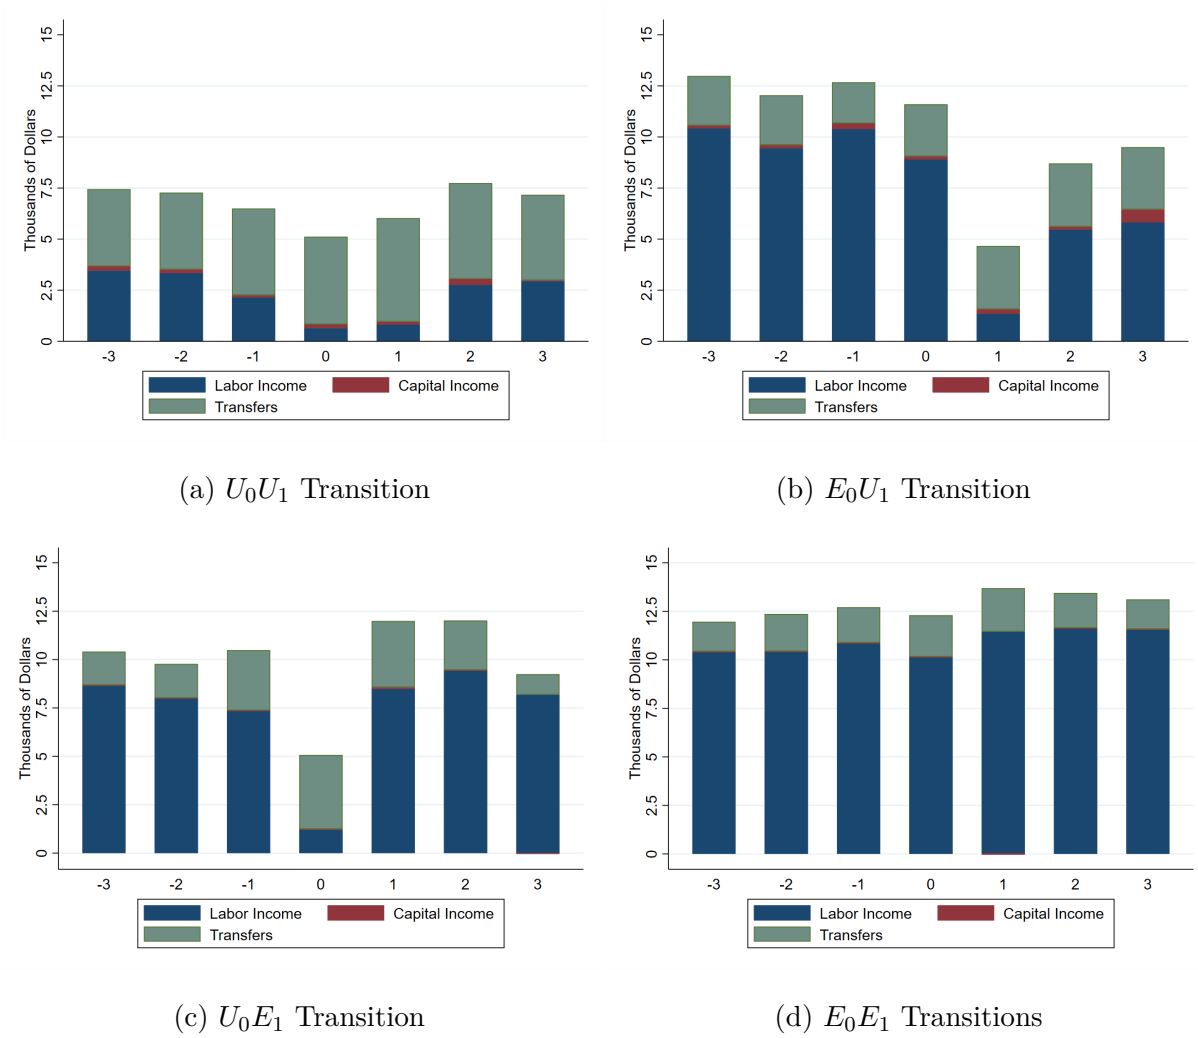 Thousands of Dollars
15
12.5
10
7.5
5
2.5
0
-3 -2 -1 0 1 2 3
Labor Income Capital Income
Transfers
(a) U₀U₁ Transition
Thousands of Dollars
15
12.5
10
7.5
5
2.5
0
-3 -2 -1 0 1 2 3
Labor Income Capital Income
Transfers
(b) E₀U₁ Transition
Thousands of Dollars
15
12.5
10
7.5
5
2.5
0
-3 -2 -1 0 1 2 3
Labor Income Capital Income
Transfers
(c) U₀E₁ Transition
Thousands of Dollars
15
12.5
10
7.5
5
2.5
0
-3 -2 -1 0 1 2 3
Labor Income Capital Income
Transfers
(d) E₀E₁ Transitions